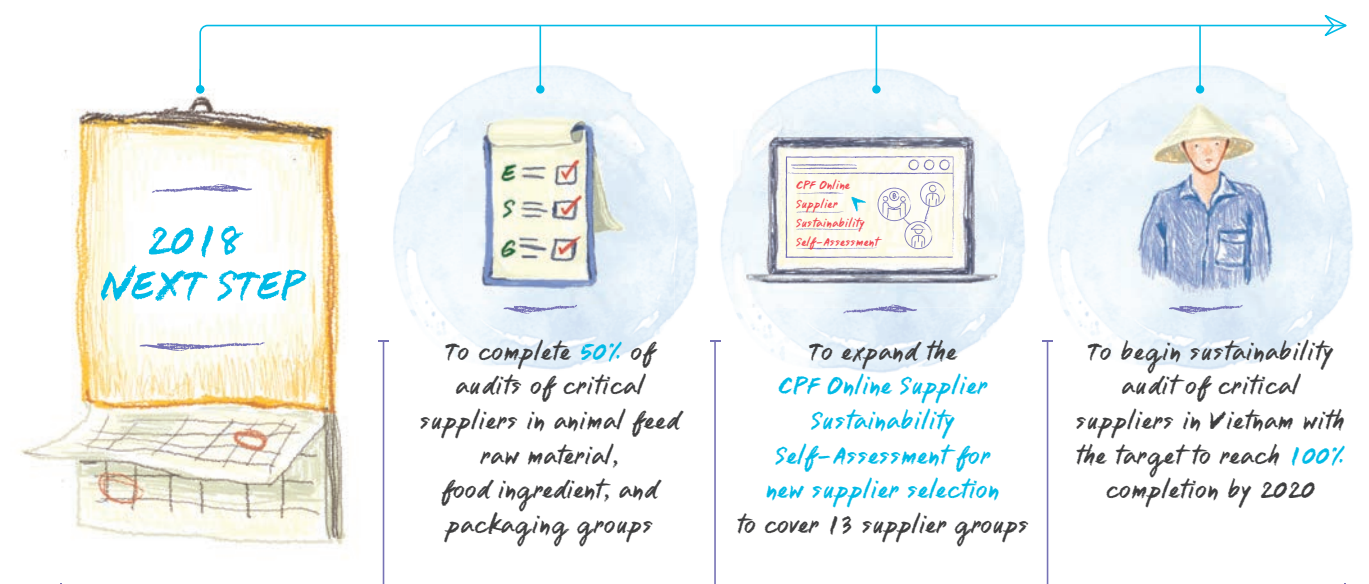 2018
NEXT STEP
E
S
G
To complete 50% of
audits of critical
suppliers in animal feed
raw material,
food ingredient, and
packaging groups
CPF Online
Supplier
Sustainability
Self-Assessment
To expand the
CPF Online Supplier
Sustainability
Self-Assessment for
new supplier selection
to cover 13 supplier groups
To begin sustainability
audit of critical
suppliers in Vietnam with
the target to reach 100%
completion by 2020